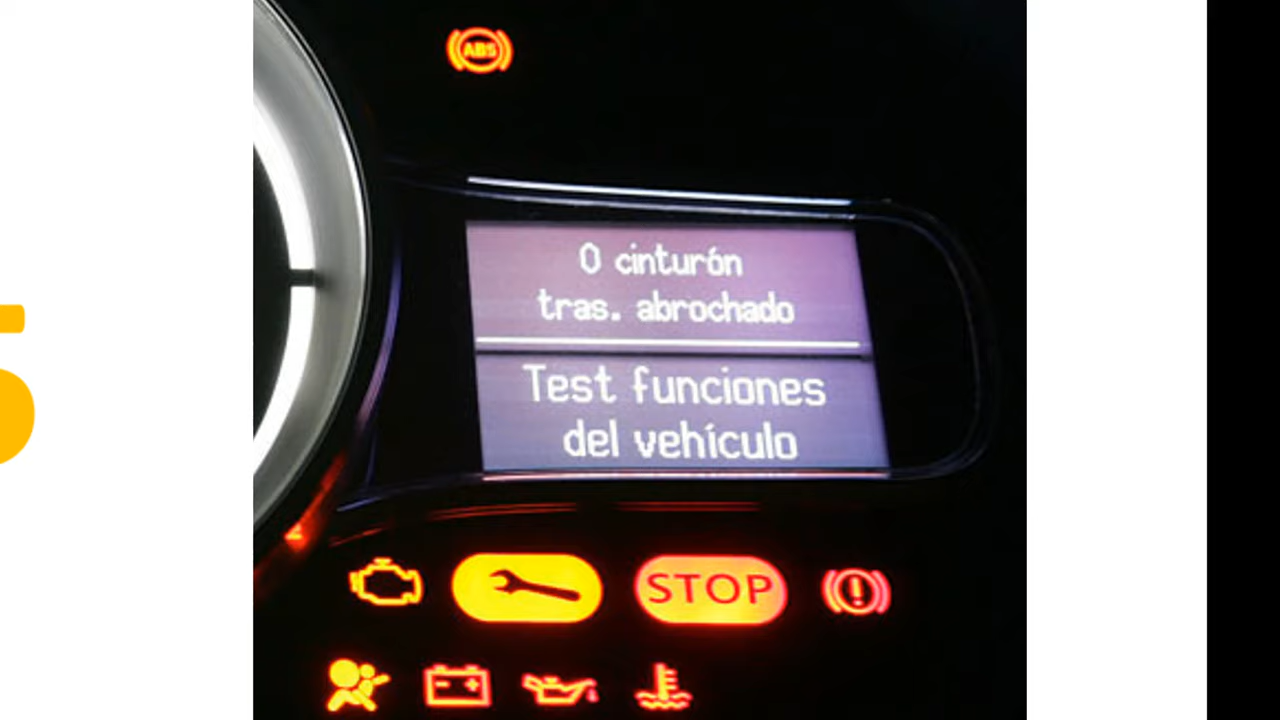 ABS
0 cinturón
tras. abrochado
Test funciones
del vehículo
STOP